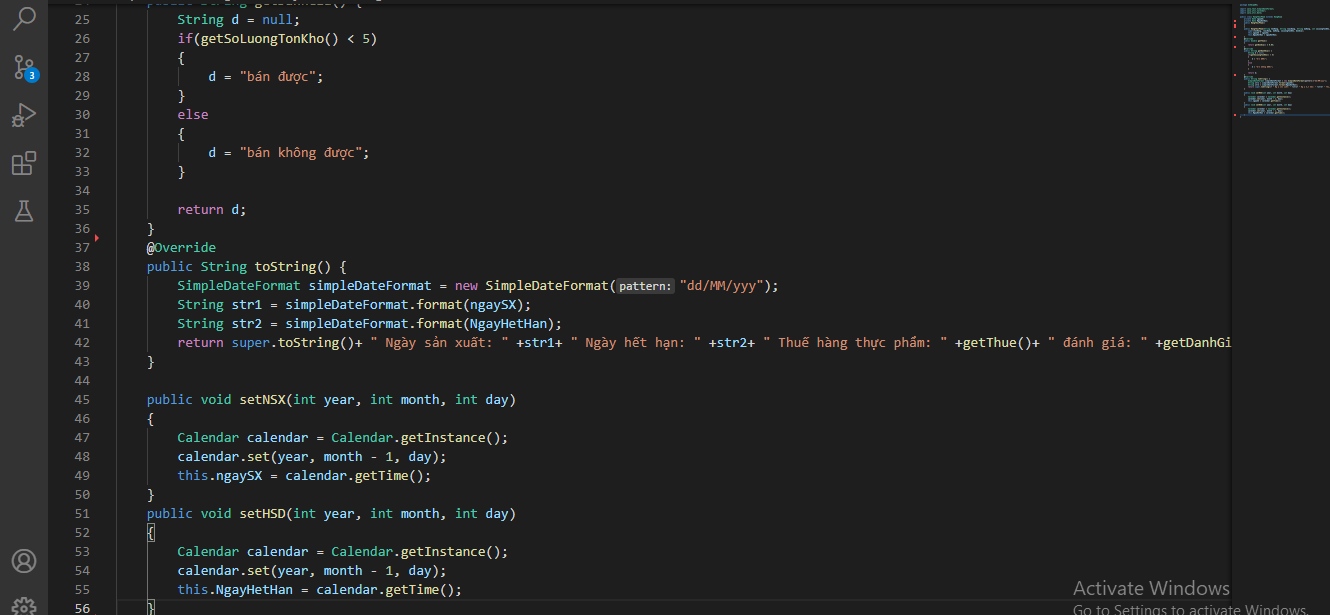 25 String d = null;
26 if(getSoLuongTonKho() < 5)
27 {
28 d = "bán được";
29 }
30 else
31 {
32 d = "bán không được";
33 }
34
35 return d;
36 }
37 @Override
38 public String toString() {
39 SimpleDateFormat simpleDateFormat = new SimpleDateFormat(pattern: "dd/MM/yyy");
40 String str1 = simpleDateFormat.format(ngaySX);
41 String str2 = simpleDateFormat.format(NgayHetHan);
42 return super.toString()+ " Ngày sản xuất: " +str1+ " Ngày hết hạn: " +str2+ " Thuế hàng thực phẩm: " +getThue()+ " đánh giá: " +getDanhGi
43 }
44
45 public void setNSX(int year, int month, int day)
46 {
47 Calendar calendar = Calendar.getInstance();
48 calendar.set(year, month - 1, day);
49 this.ngaySX = calendar.getTime();
50 }
51 public void setHSD(int year, int month, int day)
52 {
53 Calendar calendar = Calendar.getInstance();
54 calendar.set(year, month - 1, day);
55 this.NgayHetHan = calendar.getTime();
56 }
3
Activate Windows
Go to Settings to activate Windows.